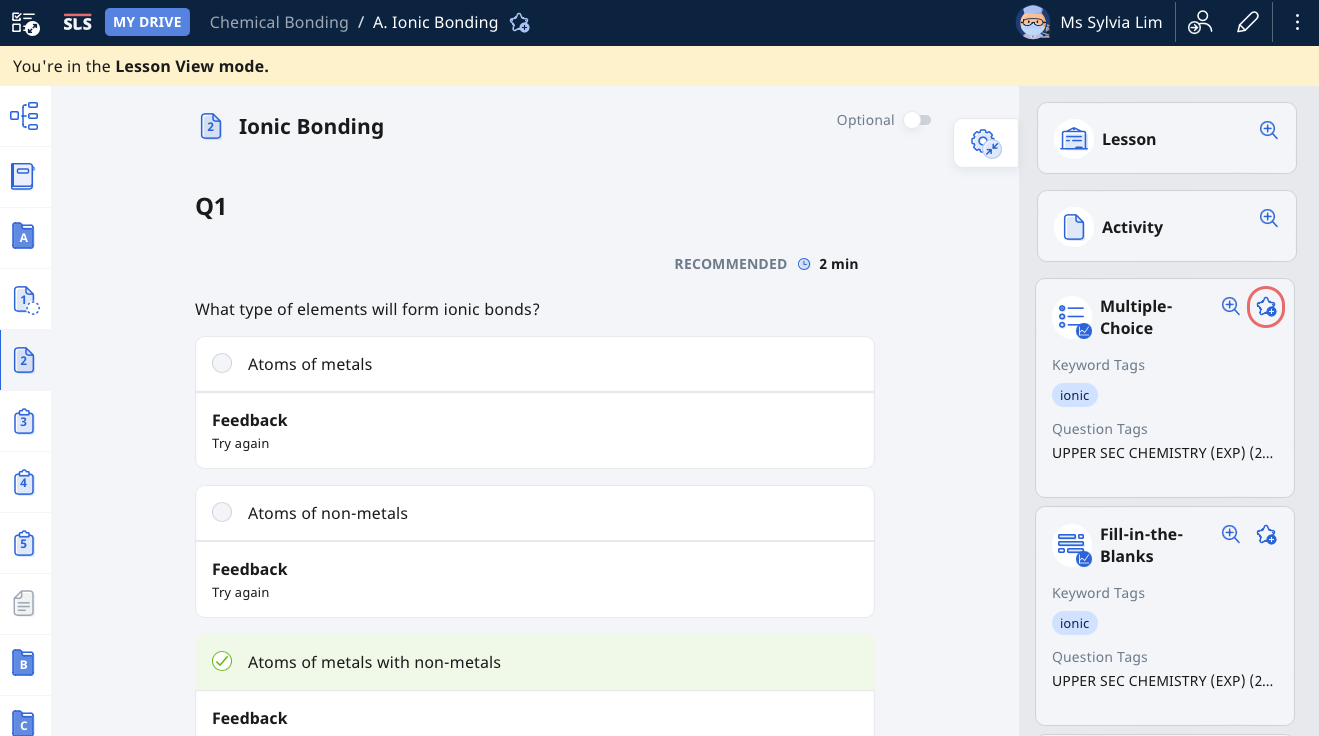 SLS MY DRIVE Chemical Bonding / A. Ionic Bonding Ms Sylvia Lim
You're in the Lesson View mode.
2 Ionic Bonding Optional
Q1
RECOMMENDED 2 min
What type of elements will form ionic bonds?
Atoms of metals
Feedback
Try again
Atoms of non-metals
Feedback
Try again
Atoms of metals with non-metals
Feedback
A
1
2
3
4
5
B
C
Lesson
Activity
Multiple-
Choice
Keyword Tags
ionic
Question Tags
UPPER SEC CHEMISTRY (EXP) (2...
Fill-in-the-
Blanks
Keyword Tags
ionic
Question Tags
UPPER SEC CHEMISTRY (EXP) (2...